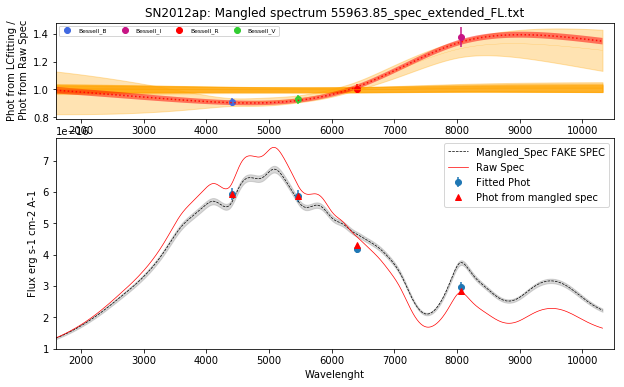 SN2012ap: Mangled spectrum 55963.85_spec_extended_FL.txt
Phot from LCfitting /
Phot from Raw Spec
Bessell_B Bessell_I Bessell_R Bessell_V
1.4
1.2
1.0
0.8
2000 3000 4000 5000 6000 7000 8000 9000 10000
1e−16
Flux erg s-1 cm-2 A-1
7
6
5
4
3
2
1
Mangled_Spec FAKE SPEC
Raw Spec
Fitted Phot
Phot from mangled spec
2000 3000 4000 5000 6000 7000 8000 9000 10000
Wavelenght